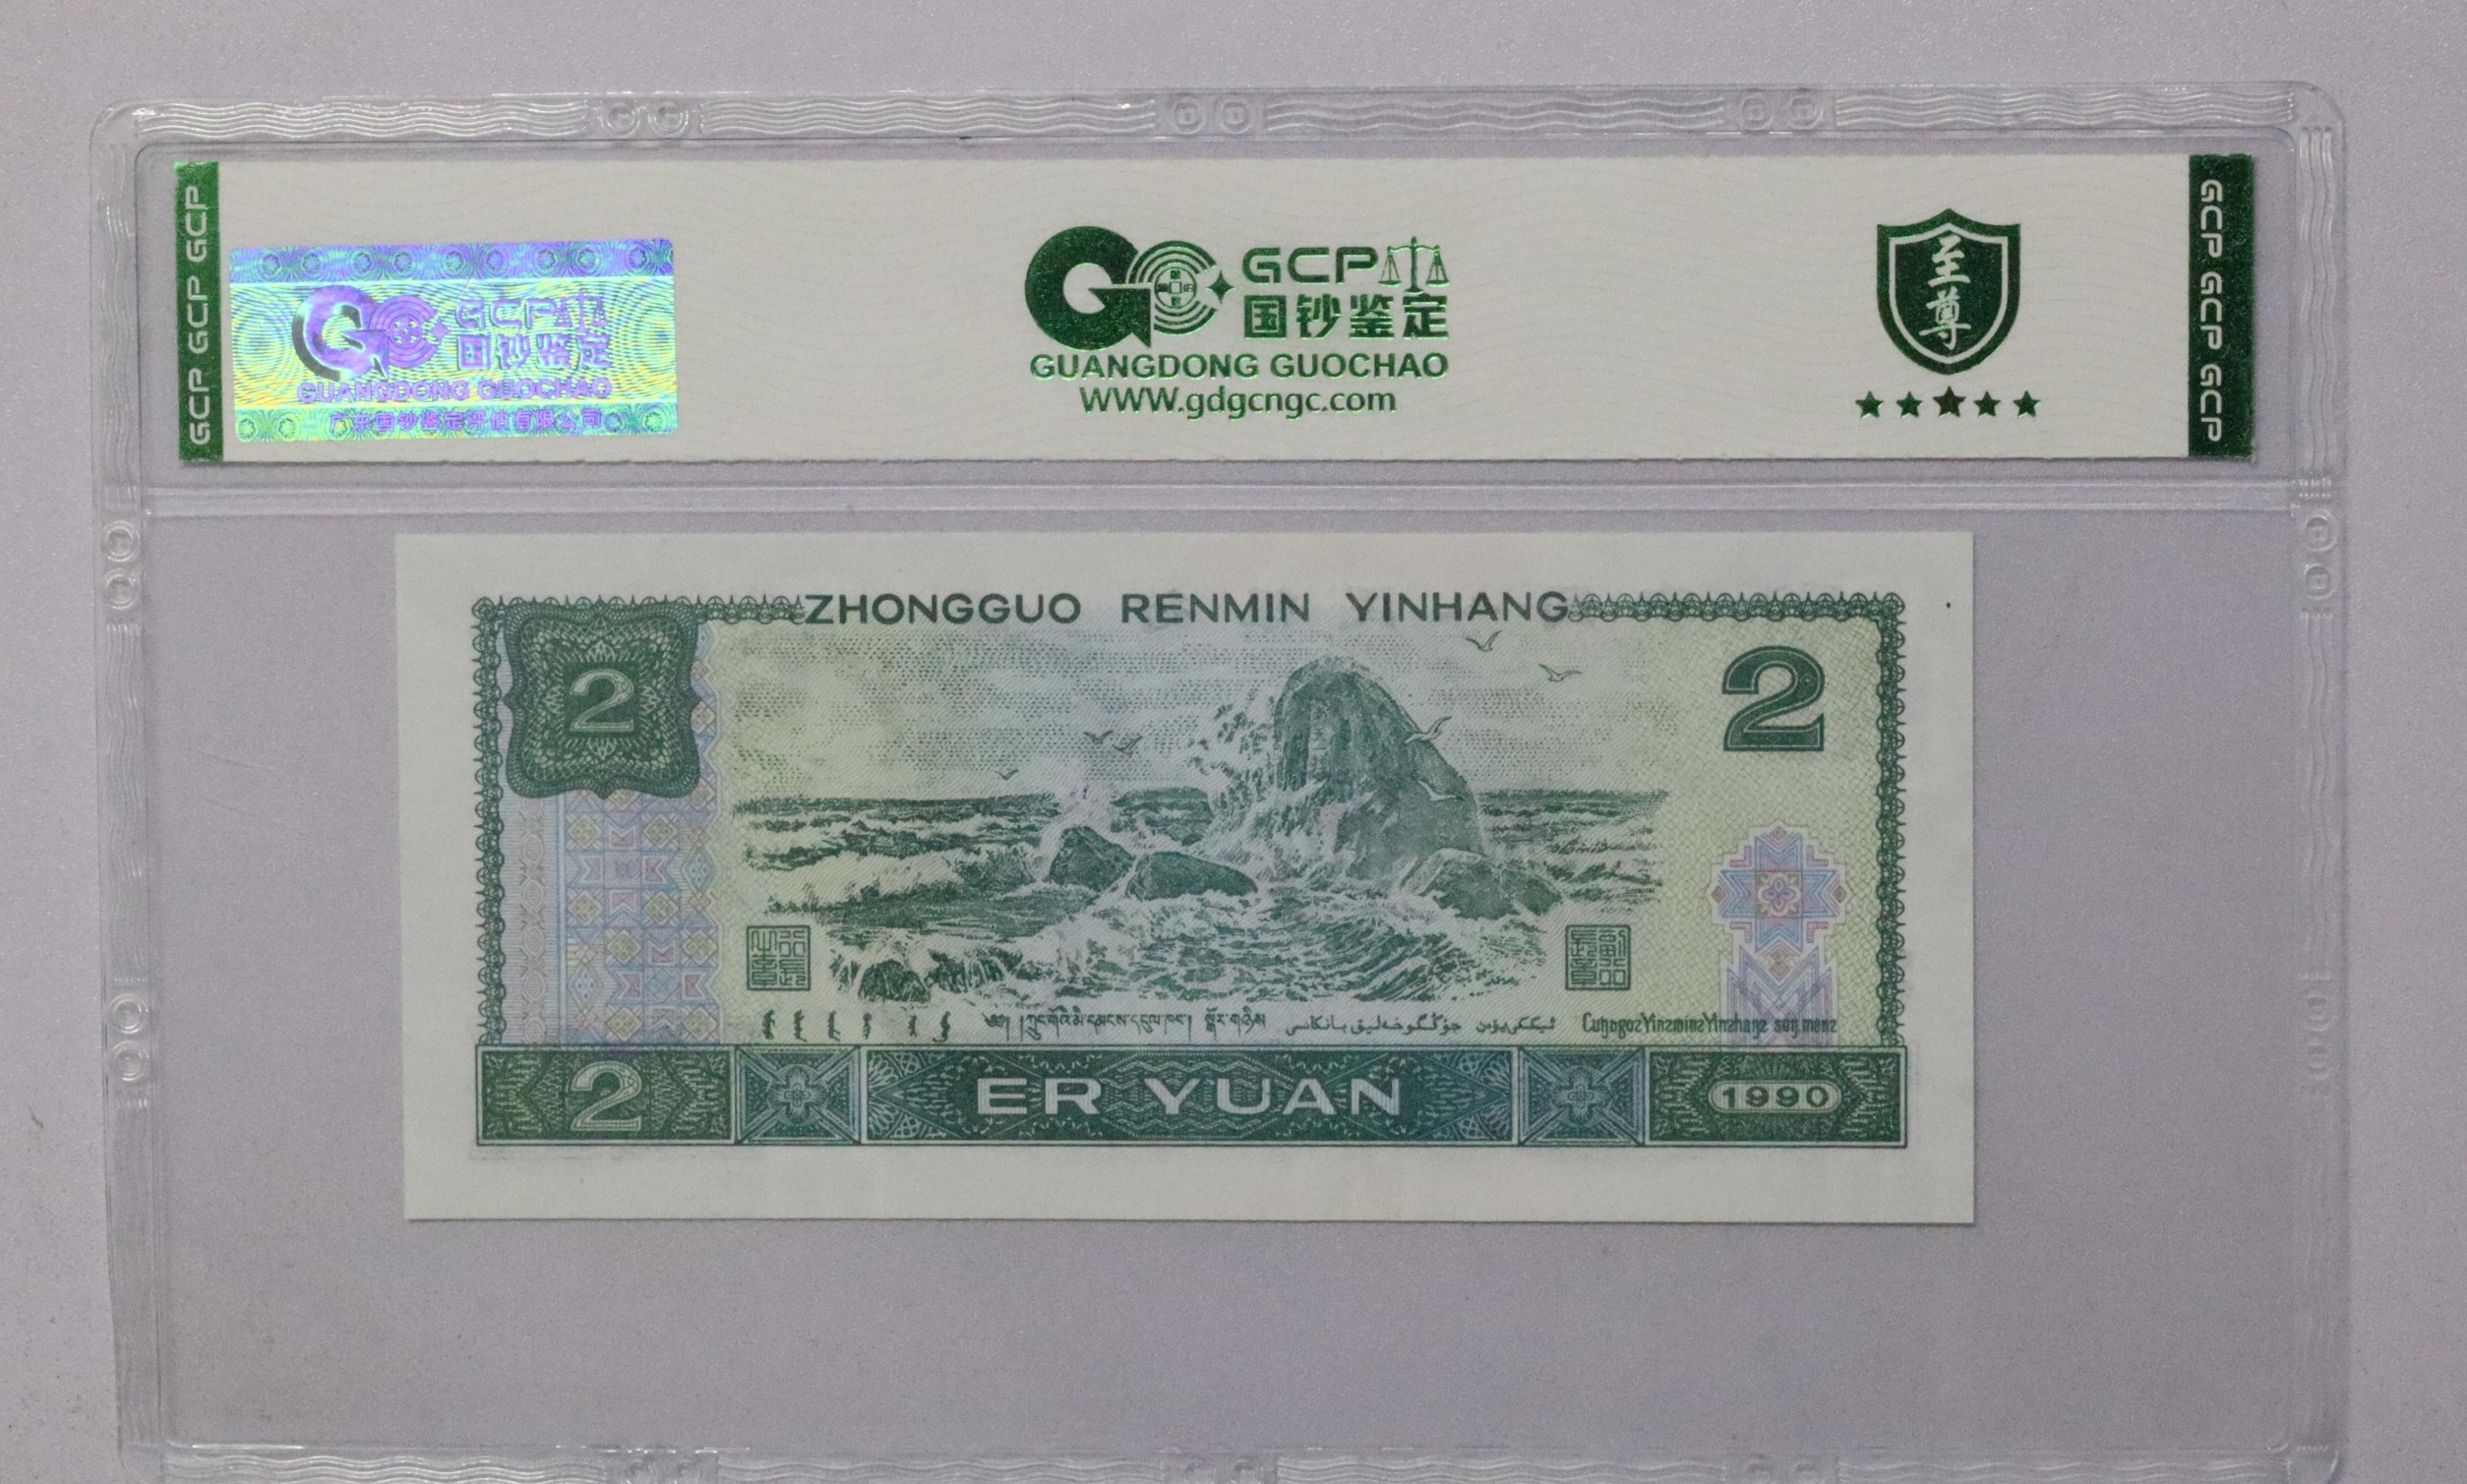 GCP GCP GCP
GCP
国钞鉴定
GUANGDONG GUOCHAO
广东国钞鉴定评估有限公司
GCP
国钞鉴定
GUANGDONG GUOCHAO
WWW.gdgcngc.com
至尊
GCP GCP GCP
ZHONGGUO RENMIN YINHANG
2
2
2
ER YUAN
1990